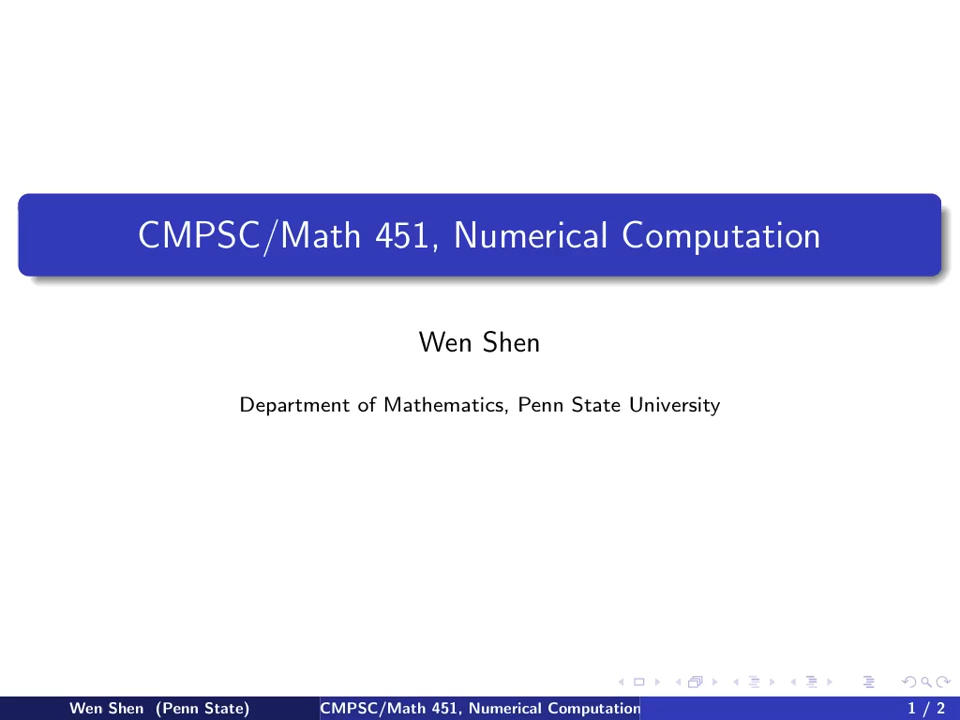 CMPSC/Math 451, Numerical Computation
Wen Shen
Department of Mathematics, Penn State University
Wen Shen (Penn State) CMPSC/Math 451, Numerical Computation 1 / 2